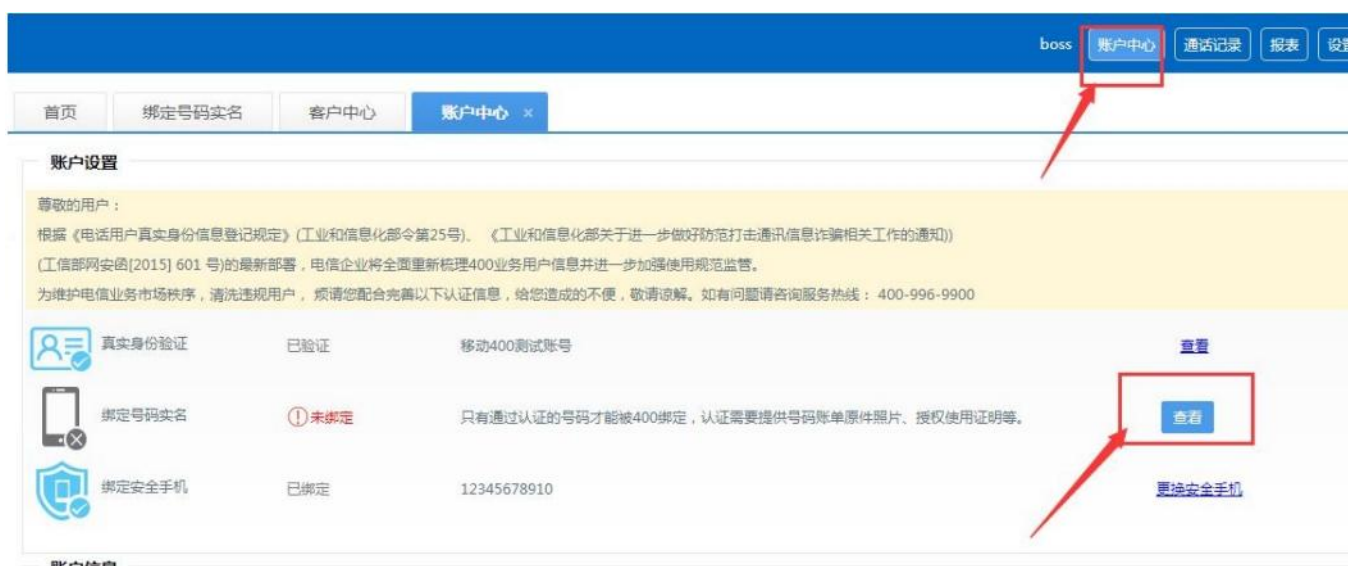 boss 账户中心 通话记录 报表 设置
首页 绑定号码实名 客户中心 账户中心 ×
账户设置
尊敬的用户：
根据《电话用户真实身份信息登记规定》(工业和信息化部令第25号)、 《工业和信息化部关于进一步做好防范打击通讯信息诈骗相关工作的通知))
(工信部网安函[2015] 601 号)的最新部署，电信企业将全面重新梳理400业务用户信息并进一步加强使用规范监管。
为维护电信业务市场秩序，清洗违规用户， 烦请您配合完善以下认证信息，给您造成的不便，敬请谅解。如有问题请咨询服务热线： 400-996-9900
真实身份验证 已验证 移动400测试账号 查看
绑定号码实名 未绑定 只有通过认证的号码才能被400绑定，认证需要提供号码账单原件照片、授权使用证明等。 查看
绑定安全手机 已绑定 12345678910 更换安全手机
账户信息